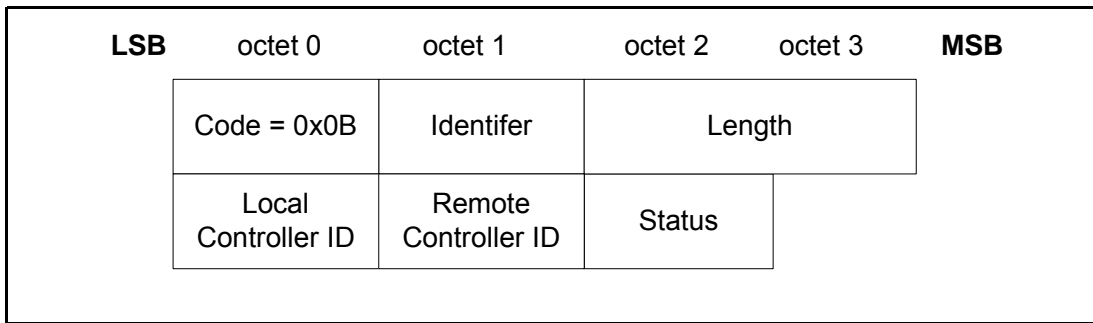 LSB octet 0 octet 1 octet 2 octet 3 MSB
Code = 0x0B Identifer Length
Local Controller ID Remote Controller ID Status